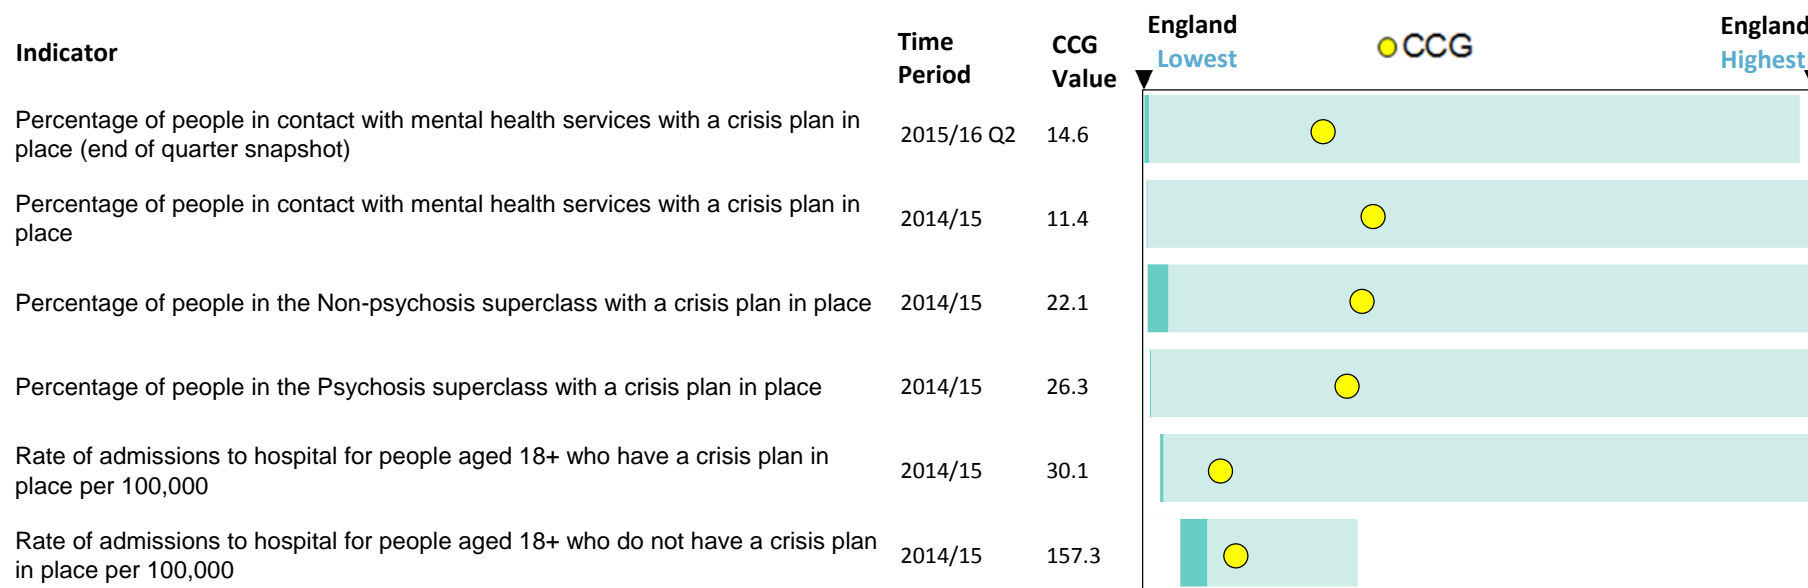 Indicator
Time
Period
CCG
Value
England
Lowest
CCG
England
Highest
Percentage of people in contact with mental health services with a crisis plan in
place (end of quarter snapshot)
2015/16 Q2
14.6
Percentage of people in contact with mental health services with a crisis plan in
place
2014/15
11.4
Percentage of people in the Non-psychosis superclass with a crisis plan in place
2014/15
22.1
Percentage of people in the Psychosis superclass with a crisis plan in place
2014/15
26.3
Rate of admissions to hospital for people aged 18+ who have a crisis plan in
place per 100,000
2014/15
30.1
Rate of admissions to hospital for people aged 18+ who do not have a crisis plan
in place per 100,000
2014/15
157.3